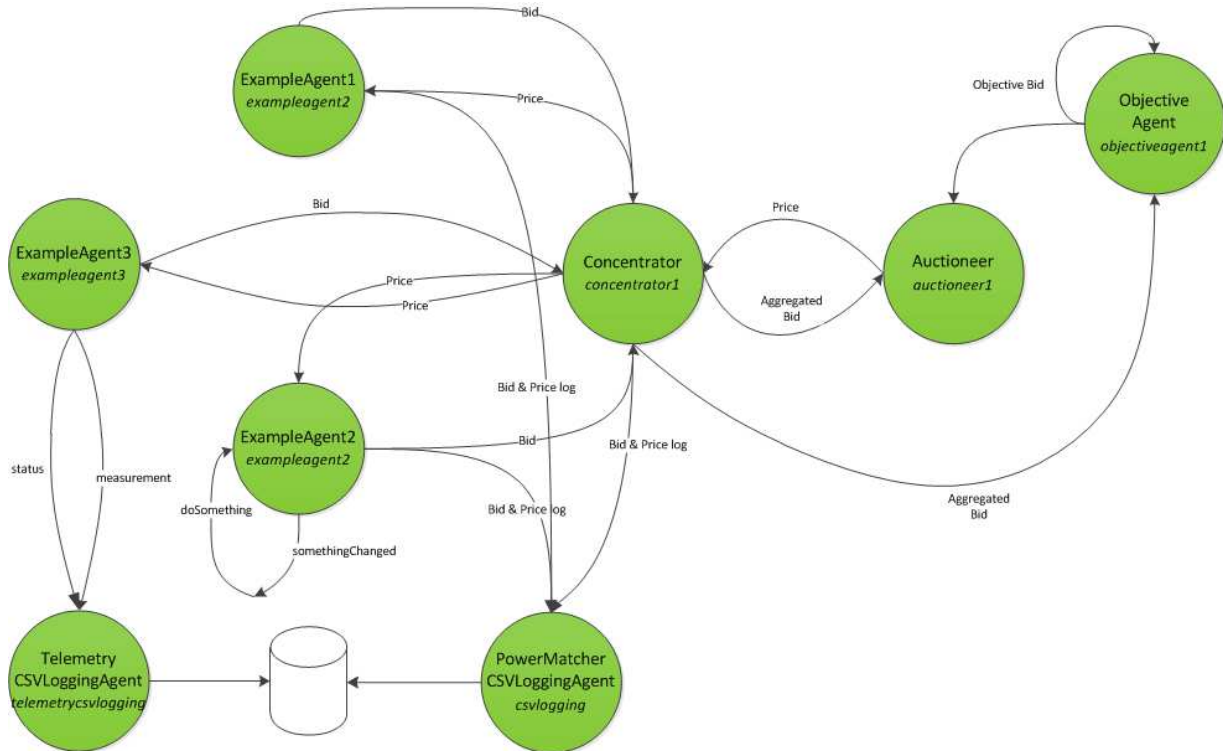 Bid
ExampleAgent1
exampleagent2
Price
Objective Bid
Objective
Agent
objectiveagent1
Bid
ExampleAgent3
exampleagent3
Price
Price
Concentrator
concentrator1
Price
Aggregated
Bid
Auctioneer
auctioneer1
Bid & Price log
ExampleAgent2
exampleagent2
Bid
Bid & Price log
status
measurement
doSomething
Bid & Price log
somethingChanged
Aggregated
Bid
Telemetry
CSVLoggingAgent
telemetrycsvlogging
PowerMatcher
CSVLoggingAgent
csvlogging